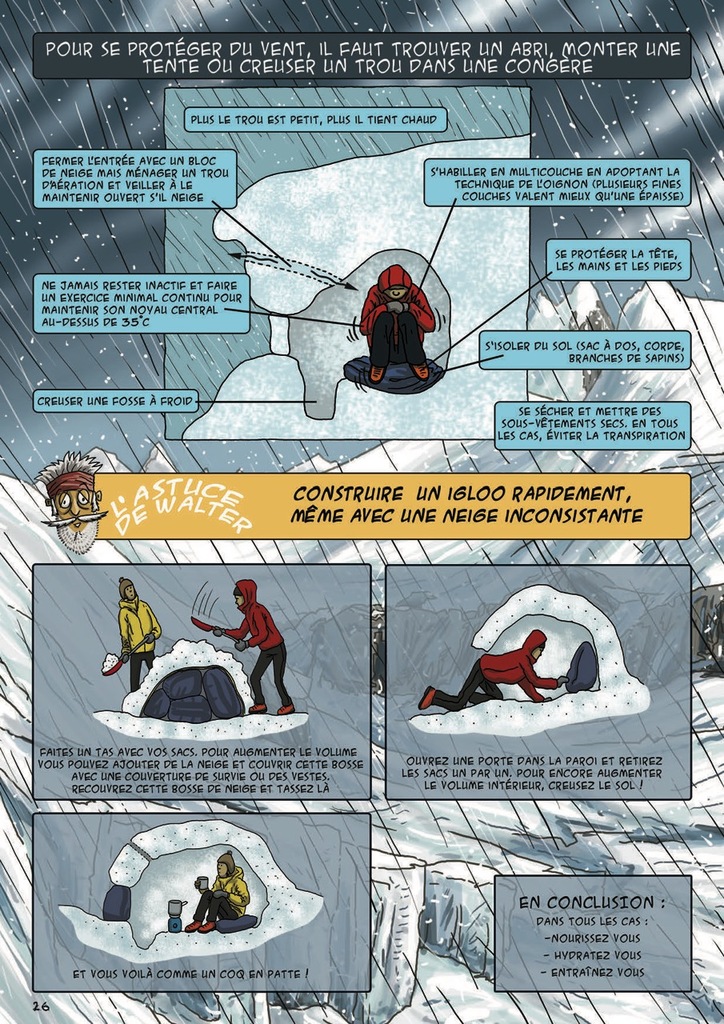 POUR SE PROTÉGER DU VENT, IL FAUT TROUVER UN ABRI, MONTER UNE
TENTE OU CREUSER UN TROU DANS UNE CONGÈRE
PLUS LE TROU EST PETIT, PLUS IL TIENT CHAUD
FERMER L'ENTRÉE AVEC UN BLOC
DE NEIGE MAIS MÉNAGER UN TROU
D'AÉRATION ET VEILLER À LE
MAINTENIR OUVERT S'IL NEIGE
S'HABILLER EN MULTICOUCHE EN ADOPTANT LA
TECHNIQUE DE L'OIGNON (PLUSIEURS FINES
COUCHES VALENT MIEUX QU'UNE ÉPAISSE)
SE PROTÉGER LA TÊTE,
LES MAINS ET LES PIEDS
NE JAMAIS RESTER INACTIF ET FAIRE
UN EXERCICE MINIMAL CONTINU POUR
MAINTENIR SON NOYAU CENTRAL
AU-DESSUS DE 35°C
S'ISOLER DU SOL (SAC À DOS, CORDE,
BRANCHES DE SAPINS)
CREUSER UNE FOSSE À FROID
SE SÉCHER ET METTRE DES
SOUS-VÊTEMENTS SECS. EN TOUS
LES CAS, ÉVITER LA TRANSPIRATION
L'ASTUCE
DE WALTER
CONSTRUIRE UN IGLOO RAPIDEMENT,
MÊME AVEC UNE NEIGE INCONSISTANTE
FAITES UN TAS AVEC VOS SACS. POUR AUGMENTER LE VOLUME
VOUS POUVEZ AJOUTER DE LA NEIGE ET COUVRIR CETTE BOSSE
AVEC UNE COUVERTURE DE SURVIE OU DES VESTES.
RECOUVREZ CETTE BOSSE DE NEIGE ET TASSEZ LÀ
OUVREZ UNE PORTE DANS LA PAROI ET RETIREZ
LES SACS UN PAR UN. POUR ENCORE AUGMENTER
LE VOLUME INTÉRIEUR, CREUSEZ LE SOL !
ET VOUS VOILÀ COMME UN COQ EN PATTE !
EN CONCLUSION :
DANS TOUS LES CAS :
-NOURISSEZ VOUS
- HYDRATEZ VOUS
- ENTRAÎNEZ VOUS
26